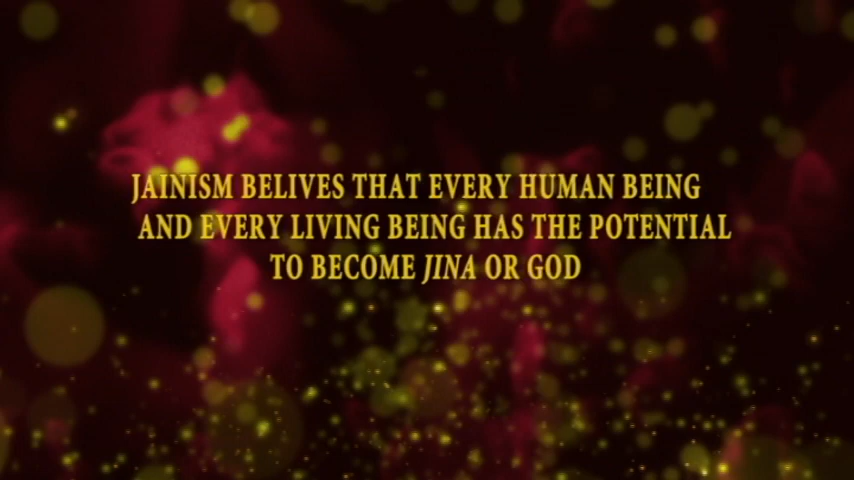 JAINISM BELIVES THAT EVERY HUMAN BEING
AND EVERY LIVING BEING HAS THE POTENTIAL
TO BECOME JINA OR GOD